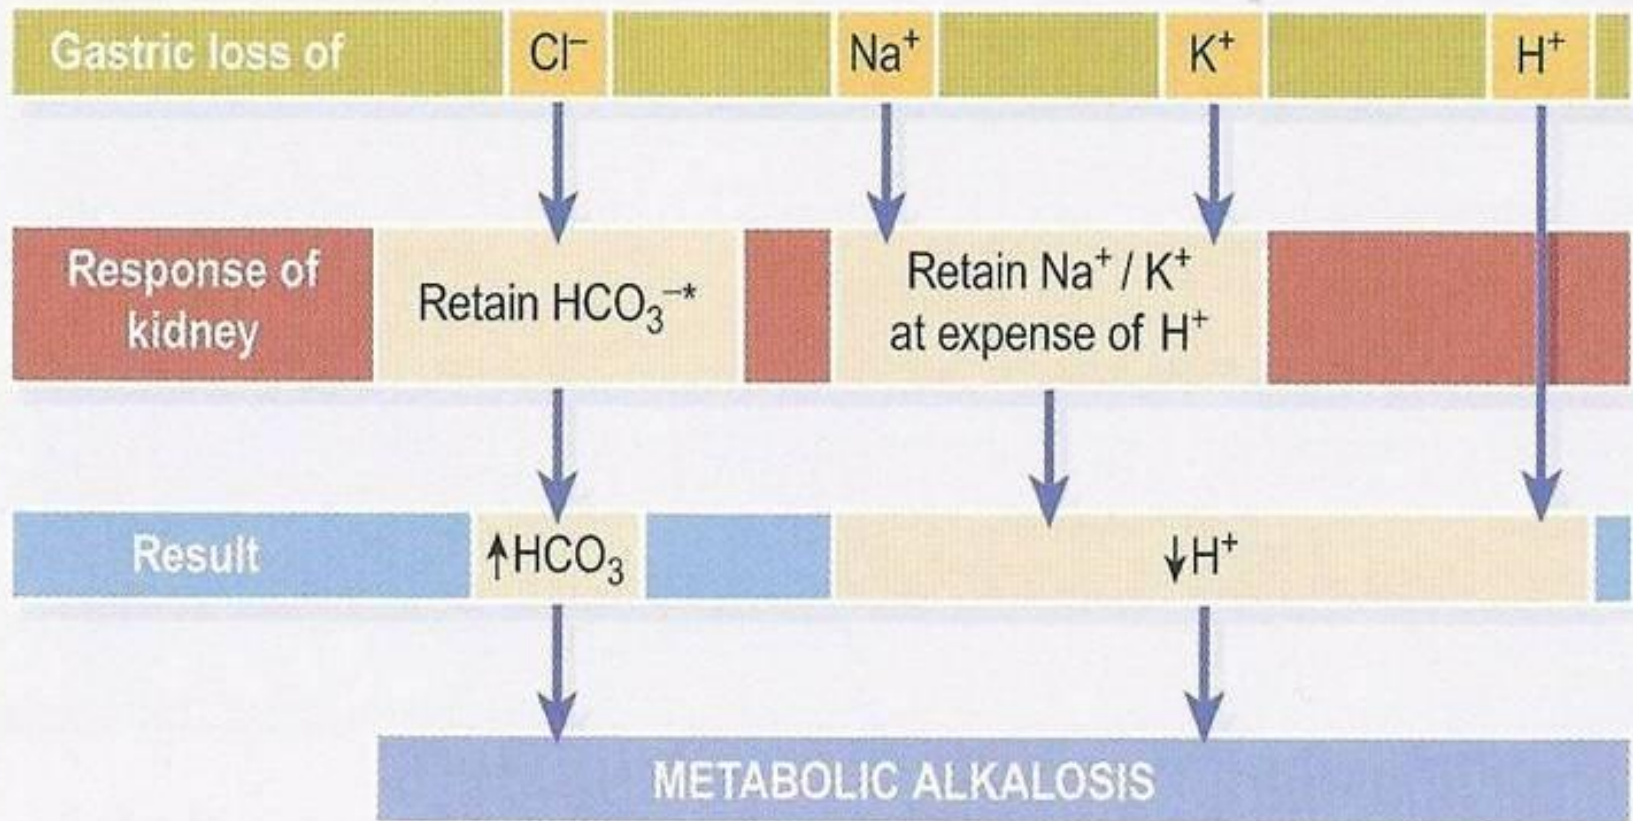 Gastric loss of Cl⁻ Na⁺ K⁺ H⁺
Response of
kidney
Retain HCO₃⁻*
Retain Na⁺ / K⁺
at expense of H⁺
Result ↑HCO₃ ↓H⁺
METABOLIC ALKALOSIS